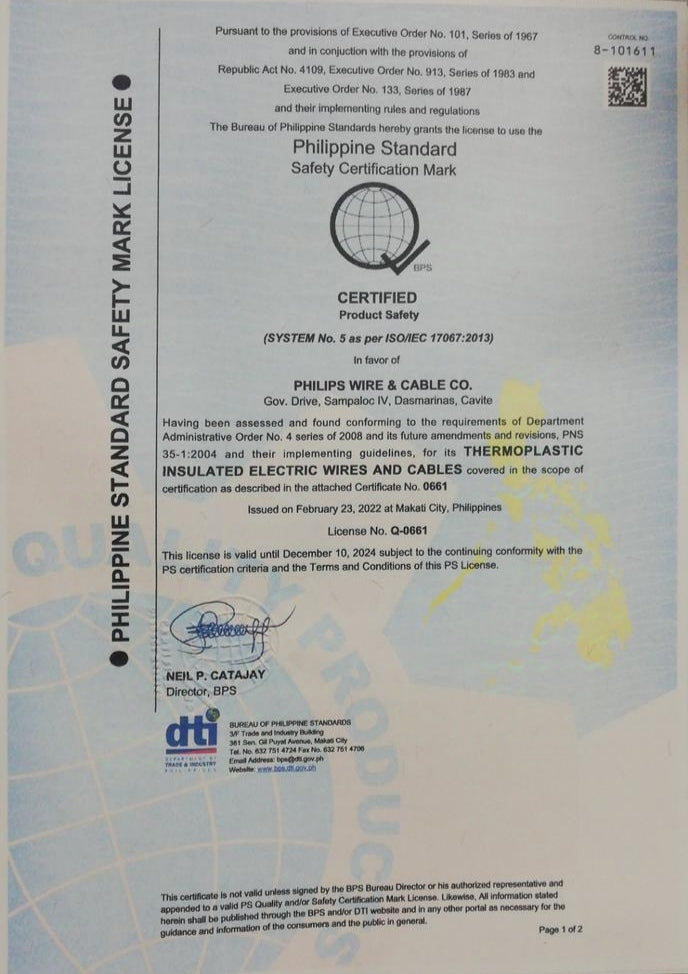 Pursuant to the provisions of Executive Order No. 101, Series of 1967
and in conjuction with the provisions of
Republic Act No. 4109, Executive Order No. 913, Series of 1983 and
Executive Order No. 133, Series of 1987
and their implementing rules and regulations
The Bureau of Philippine Standards hereby grants the license to use the
CONTROL NO.
8-101611
Philippine Standard
Safety Certification Mark
BPS
CERTIFIED
Product Safety
(SYSTEM No. 5 as per ISO/IEC 17067:2013)
In favor of
PHILIPS WIRE & CABLE CO.
Gov. Drive, Sampaloc IV, Dasmarinas, Cavite
Having been assessed and found conforming to the requirements of Department
Administrative Order No. 4 series of 2008 and its future amendments and revisions, PNS
35-1:2004 and their implementing guidelines, for its THERMOPLASTIC
INSULATED ELECTRIC WIRES AND CABLES covered in the scope of
certification as described in the attached Certificate No. 0661
Issued on February 23, 2022 at Makati City, Philippines
License No. Q-0661
This license is valid until December 10, 2024 subject to the continuing conformity with the
PS certification criteria and the Terms and Conditions of this PS License.
● PHILIPPINE STANDARD SAFETY MARK LICENSE ●
QUALITY PRODUCTS
NEIL P. CATAJAY
Director, BPS
dti
DEPARTMENT OF
TRADE & INDUSTRY
PHILIPPINES
BUREAU OF PHILIPPINE STANDARDS
3/F Trade and Industry Building
361 Sen. Gil Puyat Avenue, Makati City
Tel. No. 632 751 4724 Fax No. 632 751 4706
Email Address: bps@dti.gov.ph
Website: www.bps.dti.gov.ph
This certificate is not valid unless signed by the BPS Bureau Director or his authorized representative and
appended to a valid PS Quality and/or Safety Certification Mark License. Likewise, All information stated
herein shall be published through the BPS and/or DTI website and in any other portal as necessary for the
guidance and information of the consumers and the public in general.
Page 1 of 2